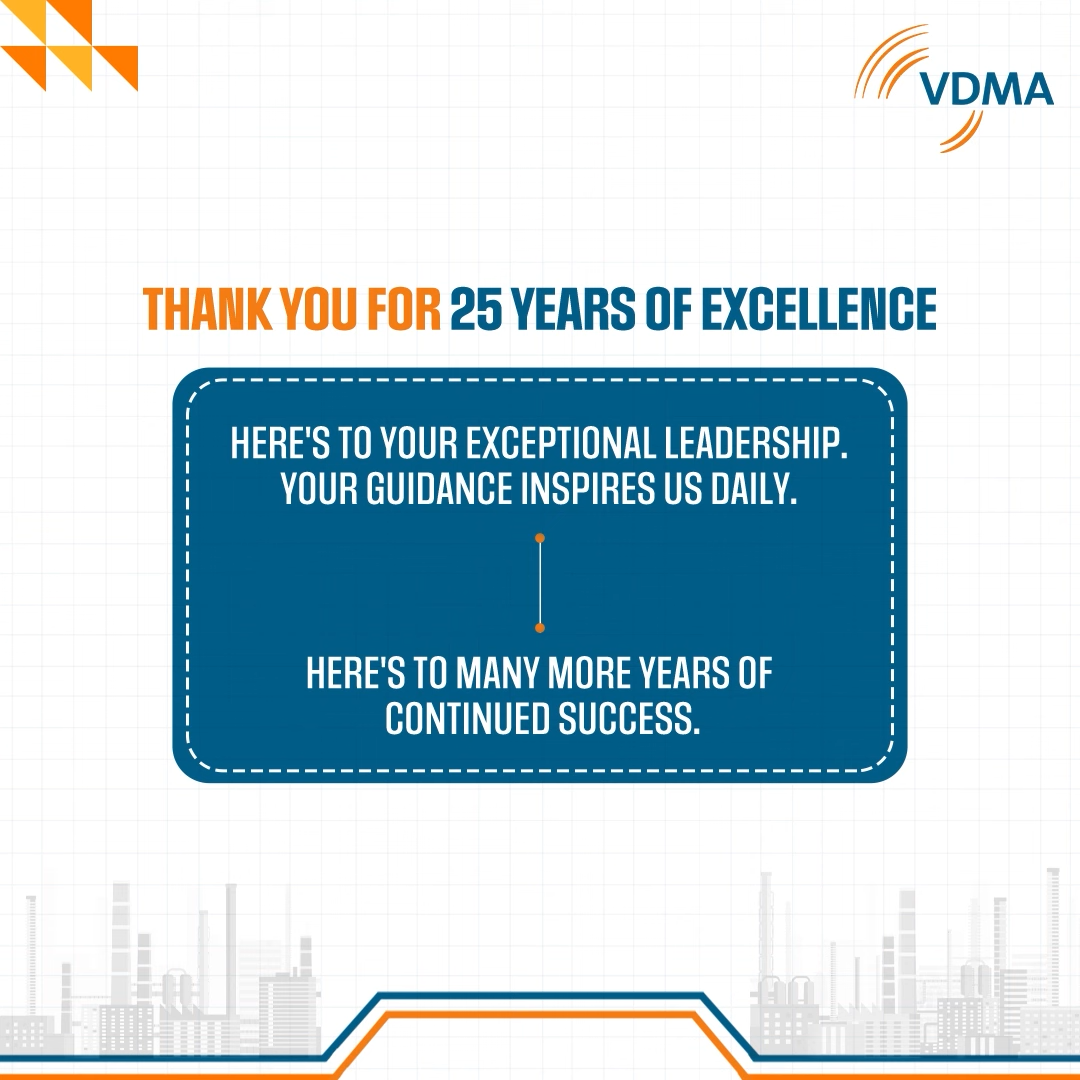 VDMA
THANK YOU FOR 25 YEARS OF EXCELLENCE
HERE'S TO YOUR EXCEPTIONAL LEADERSHIP.
YOUR GUIDANCE INSPIRES US DAILY.
HERE'S TO MANY MORE YEARS OF
CONTINUED SUCCESS.